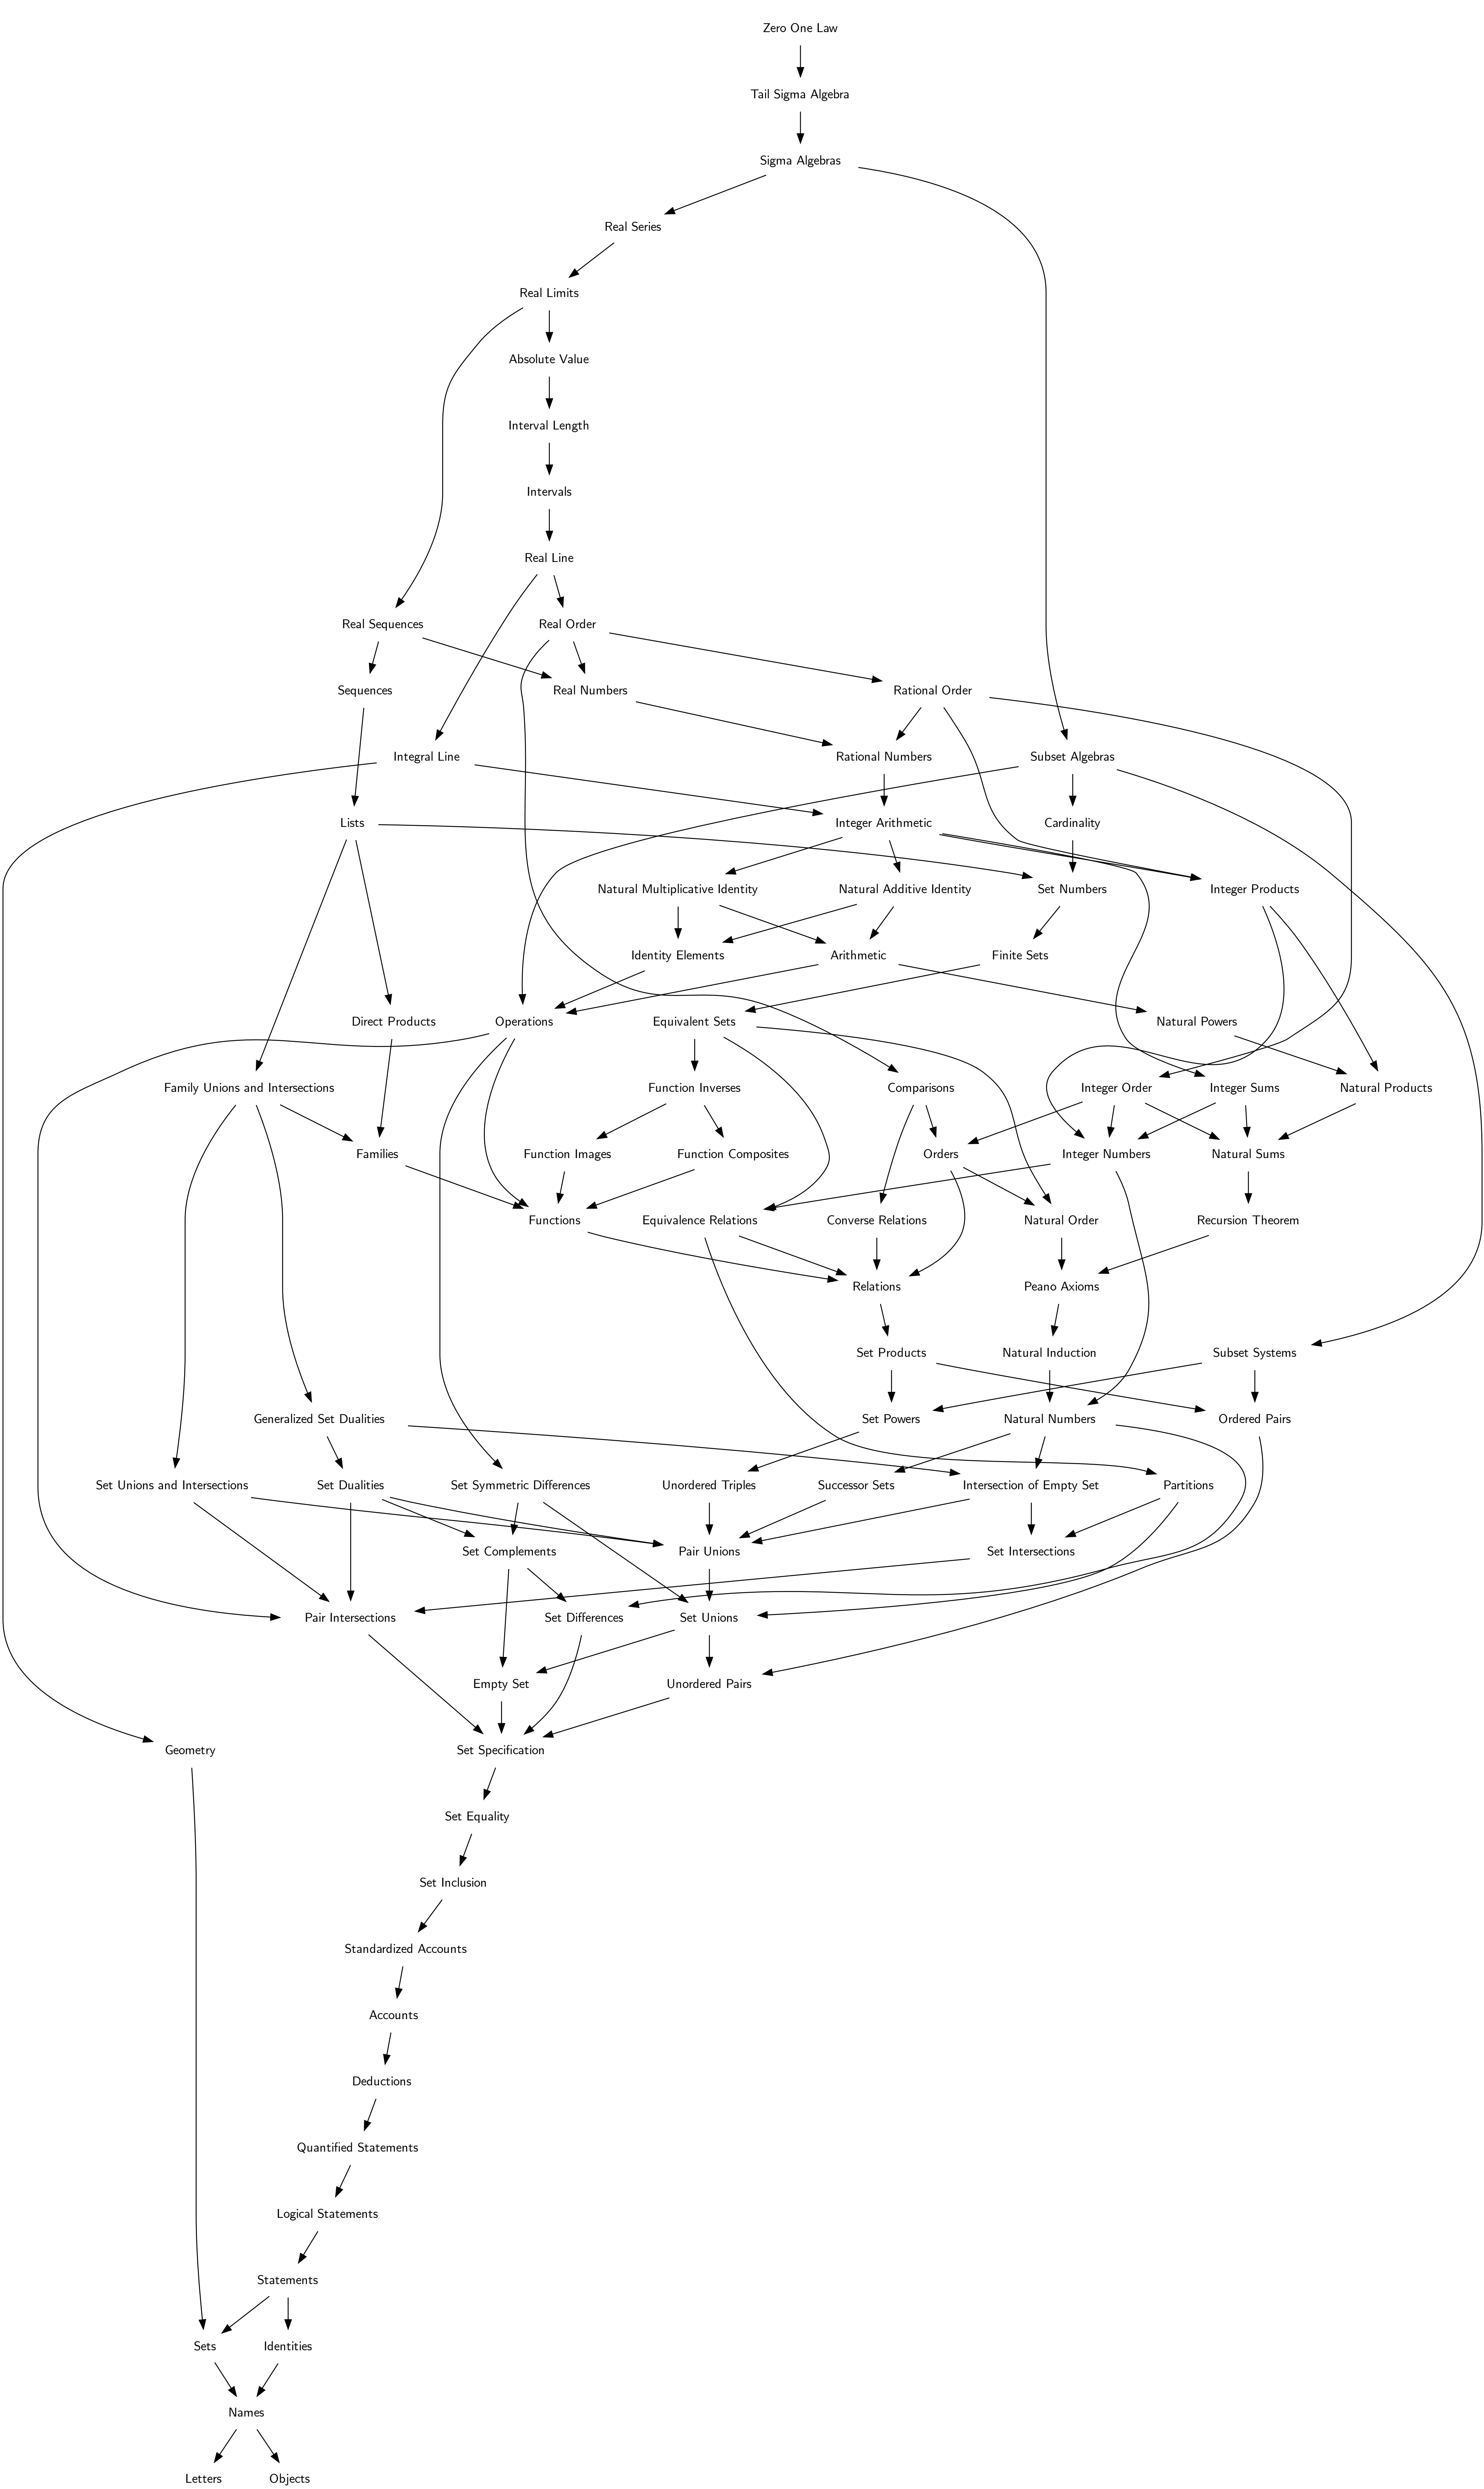 Zero One Law
Tail Sigma Algebra
Sigma Algebras
Real Series
Real Limits
Absolute Value
Interval Length
Intervals
Real Line
Real Sequences
Real Order
Sequences
Real Numbers
Rational Order
Integral Line
Rational Numbers
Subset Algebras
Lists
Integer Arithmetic
Cardinality
Natural Multiplicative Identity
Natural Additive Identity
Set Numbers
Integer Products
Identity Elements
Arithmetic
Finite Sets
Direct Products
Operations
Equivalent Sets
Natural Powers
Family Unions and Intersections
Function Inverses
Comparisons
Integer Order
Integer Sums
Natural Products
Families
Function Images
Function Composites
Orders
Integer Numbers
Natural Sums
Functions
Equivalence Relations
Converse Relations
Natural Order
Recursion Theorem
Relations
Peano Axioms
Set Products
Natural Induction
Subset Systems
Generalized Set Dualities
Set Powers
Natural Numbers
Ordered Pairs
Set Unions and Intersections
Set Dualities
Set Symmetric Differences
Unordered Triples
Successor Sets
Intersection of Empty Set
Partitions
Set Complements
Pair Unions
Set Intersections
Pair Intersections
Set Differences
Set Unions
Empty Set
Unordered Pairs
Geometry
Set Specification
Set Equality
Set Inclusion
Standardized Accounts
Accounts
Deductions
Quantified Statements
Logical Statements
Statements
Sets
Identities
Names
Letters
Objects